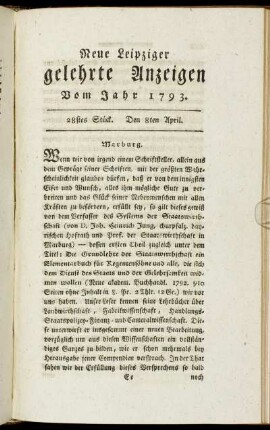 Neue Leipziger
gelehrte Anzeigen
Vom Jahr 1793.
28stes Stück. Den 8ten April.
Marburg.
Wenn wir von irgend einem Schriftsteller, allein aus
dem Gepräge seiner Schriften, mit der größten Wahr-
scheinlichkeit glauben dürfen, daß er von dem innigsten
Eifer und Wunsch, alles ihm mögliche Gute zu ver-
breiten und das Glück seiner Nebenmenschen mit allen
Kräften zu befördern, erfüllt sey, so gilt dieses gewiß
von dem Verfasser des Systems der Staatswirth-
schaft (von D. Joh. Heinrich Jung, churpfalz.
rischen Hofrath und Prof. der Staatswirthschaft in
Marburg) — dessen erster Theil zugleich unter dem
Titel: Die Grundlehre der Staatswirthschaft ein
Elementarbuch für Regentensöhne und alle, die sich
dem Dienst des Staats und der Gelehrsamkeit wid-
men wollen (Neue akadem. Buchhandl. 1792.
Seiten ohne Inhalt in 8. Pr. 2 Thlr. 12 Gr.) wir vor
uns haben. Unsre Leser kennen seine Lehrbücher über
Landwirthschaft, Fabrikwissenschaft, Handlungs-
Staatspolizey-Finanz- und Cameralwissenschaft. Die-
se unterwirft er insgesammt einer neuen Bearbeitung,
vorzüglich um aus diesen Wissenschaften ein vollstän-
diges Ganzes zu bilden, wie er schon mehrmals bey
Herausgabe jener Compendien versprach. In der That
sahen wir der Erfüllung dieses Versprechens so bald
Ee noch